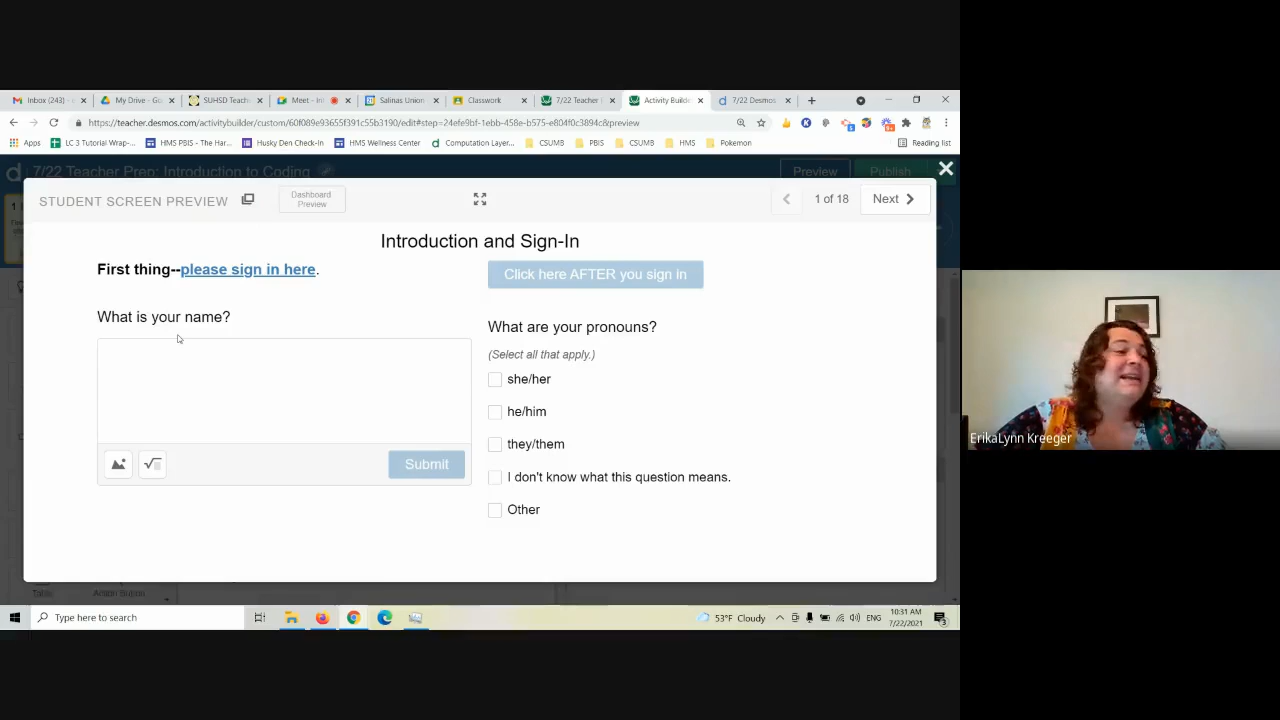 Inbox (243) -
My Drive - Go
SUHSD Teach
Meet - In
Salinas Union
Classwork
7/22 Teacher
Activity Builde
7/22 Desmos
https://teacher.desmos.com/activitybuilder/custom/60f089e93655f391c55b3190/edit#step=24efe9bf-1ebb-458e-b575-e804f0c3894c&preview
Apps
LC 3 Tutorial Wrap-...
HMS PBIS - The Har...
Husky Den Check-In
HMS Wellness Center
Computation Layer...
CSUMB
PBIS
CSUMB
HMS
Pokemon
Reading list
7/22 Teacher Prep: Introduction to Coding
Preview
Publish
STUDENT SCREEN PREVIEW
Dashboard
Preview
1 of 18
Next
Introduction and Sign-In
First thing--please sign in here.
Click here AFTER you sign in
What is your name?
What are your pronouns?
(Select all that apply.)
she/her
he/him
they/them
I don't know what this question means.
Other
Submit
ErikaLynn Kreeger
Table
Action Button
Type here to search
53°F Cloudy
ENG
10:31 AM
7/22/2021
3